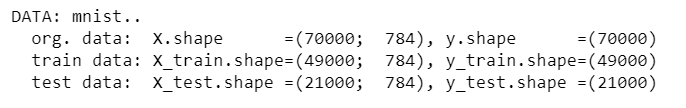 DATA: mnist..
  org. data:  X.shape      =(70000;  784), y.shape      =(70000)
  train data: X_train.shape=(49000;  784), y_train.shape=(49000)
  test data:  X_test.shape =(21000;  784), y_test.shape =(21000)